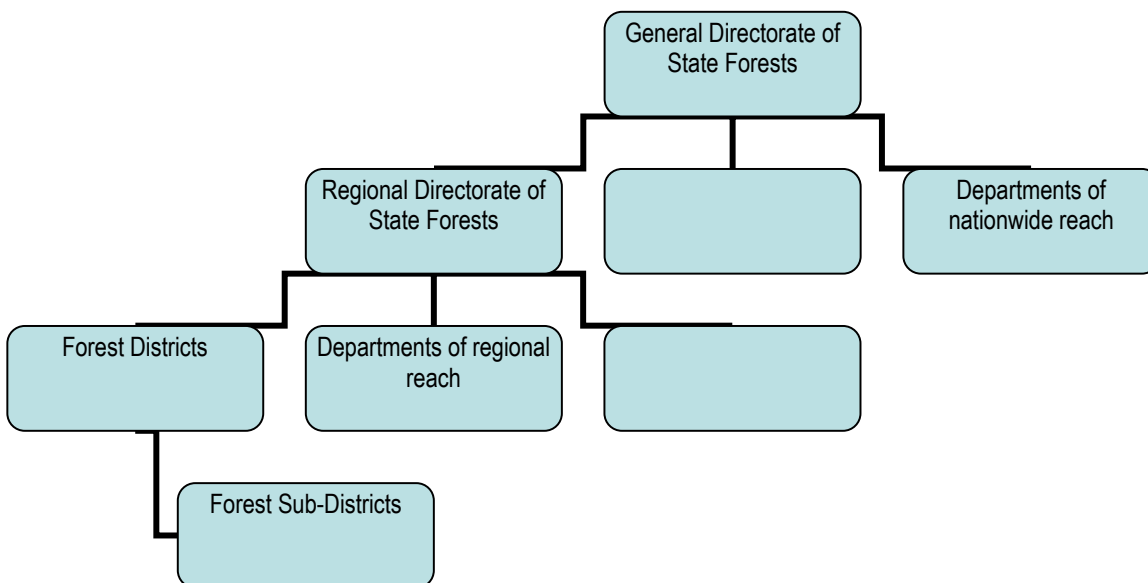 General Directorate of
State Forests
Regional Directorate of
State Forests
Departments of
nationwide reach
Forest Districts
Departments of regional
reach
Forest Sub-Districts